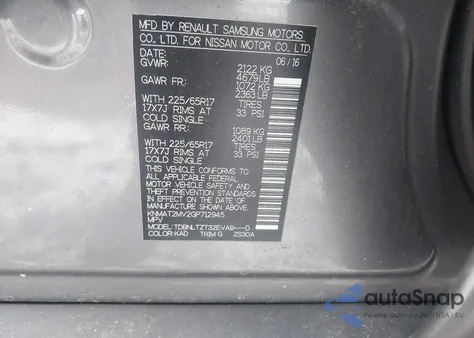 MFD BY RENAULT SAMSUNG MOTORS
CO., LTD. FOR NISSAN MOTOR CO., LTD.
DATE: 06/16
GVWR: 2122 KG
4679LB
GAWR FR: 1072 KG
2363LB
WITH 225/65R17 TIRES
17X7J RIMS AT 33 PSI
COLD SINGLE
GAWR RR: 1089 KG
2401LB
WITH 225/65R17 TIRES
17X7J RIMS AT 33 PSI
COLD SINGLE
THIS VEHICLE CONFORMS TO
ALL APPLICABLE FEDERAL
MOTOR VEHICLE SAFETY AND
THEFT PREVENTION STANDARDS
IN EFFECT ON THE DATE OF
MANUFACTURE SHOWN ABOVE.
KNMAT2MV2GP712945
MPV
MODEL: TDBNLTZT32EVAB---D
COLOR:KAD TRIM:G ZS30A
autoSnap
USA | EU